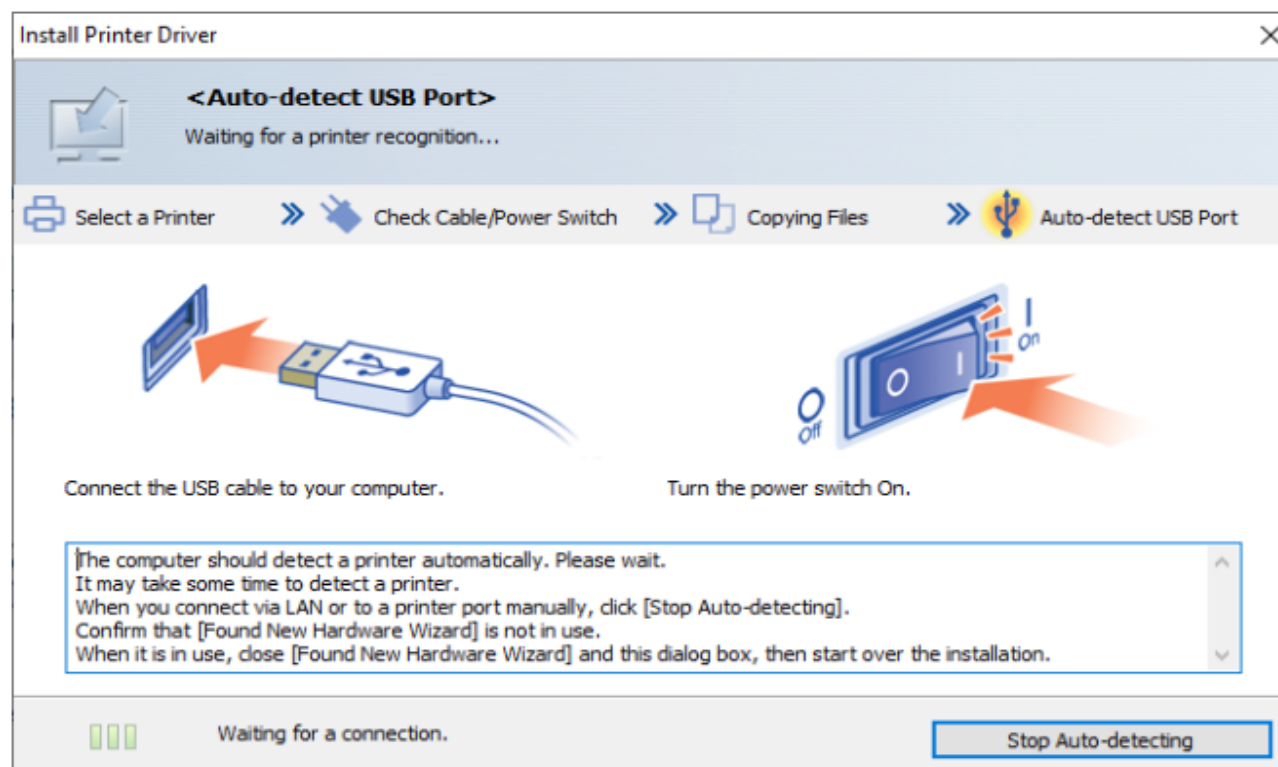 Install Printer Driver
<Auto-detect USB Port>
Waiting for a printer recognition...
Select a Printer
Check Cable/Power Switch
Copying Files
Auto-detect USB Port
On
Off
Connect the USB cable to your computer.
Turn the power switch On.
The computer should detect a printer automatically. Please wait.
It may take some time to detect a printer.
When you connect via LAN or to a printer port manually, click [Stop Auto-detecting].
Confirm that [Found New Hardware Wizard] is not in use.
When it is in use, close [Found New Hardware Wizard] and this dialog box, then start over the installation.
Waiting for a connection.
Stop Auto-detecting